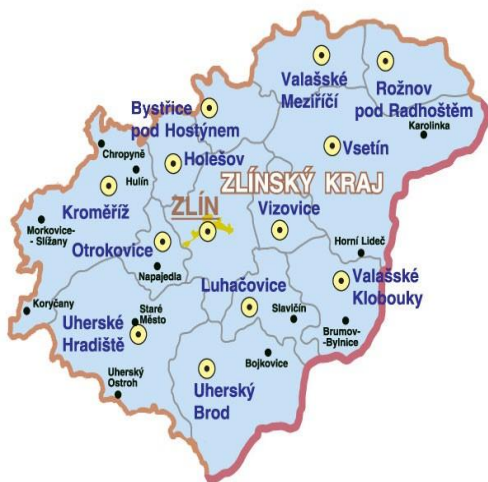 Valašské
Meziříčí
Rožnov
pod Radhoštěm
Karolinka
Bystřice
pod Hostýnem
Chropyně
Hulín
Holešov
Vsetín
ZLÍNSKÝ KRAJ
Kroměříž
ZLÍN
Vizovice
Morkovice-
-Slížany
Otrokovice
Napajedla
Horní Lideč
Luhačovice
Valašské
Klobouky
Koryčany
Staré
Město
Slavičín
Uherské
Hradiště
Brumov-
-Bylnice
Bojkovice
Uherský
Ostroh
Uherský
Brod